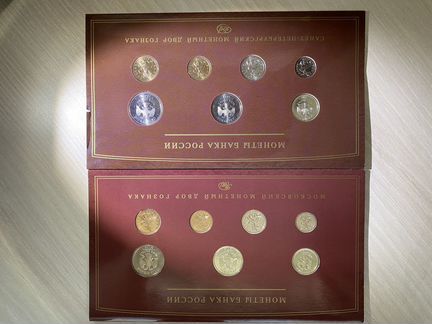 МОНЕТЫ БАНКА РОССИИ
МОСКОВСКИЙ МОНЕТНЫЙ ДВОР ГОЗНАКА
МОНЕТЫ БАНКА РОССИИ
САНКТ-ПЕТЕРБУРГСКИЙ МОНЕТНЫЙ ДВОР ГОЗНАКА